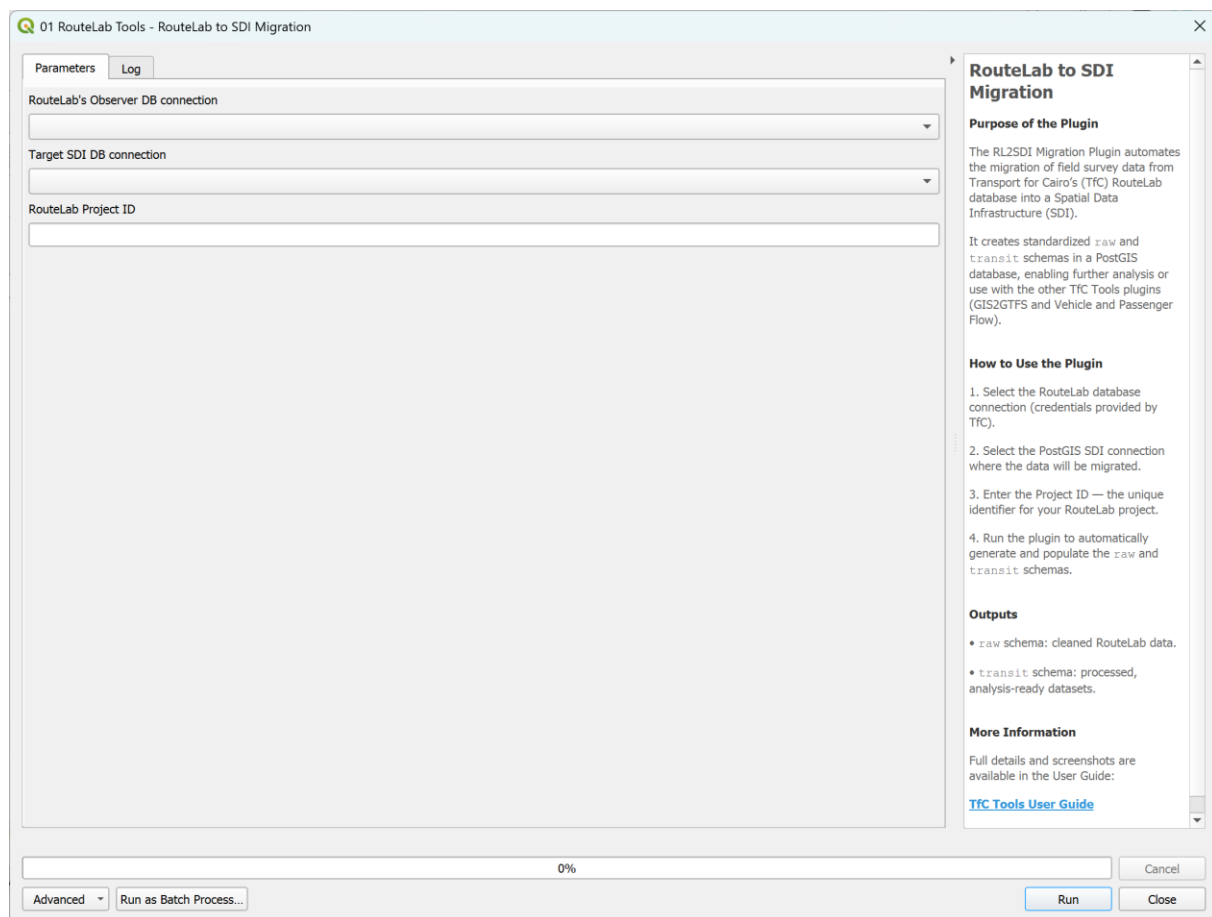 01 RouteLab Tools - RouteLab to SDI Migration
Parameters
Log
RouteLab's Observer DB connection
Target SDI DB connection
RouteLab Project ID
RouteLab to SDI
Migration
Purpose of the Plugin
The RL2SDI Migration Plugin automates
the migration of field survey data from
Transport for Cairo's (TfC) RouteLab
database into a Spatial Data
Infrastructure (SDI).
It creates standardized raw and
transit schemas in a PostGIS
database, enabling further analysis or
use with the other TfC Tools plugins
(GIS2GTFS and Vehicle and Passenger
Flow).
How to Use the Plugin
1. Select the RouteLab database
connection (credentials provided by
TfC).
2. Select the PostGIS SDI connection
where the data will be migrated.
3. Enter the Project ID — the unique
identifier for your RouteLab project.
4. Run the plugin to automatically
generate and populate the raw and
transit schemas.
Outputs
• raw schema: cleaned RouteLab data.
• transit schema: processed,
analysis-ready datasets.
More Information
Full details and screenshots are
available in the User Guide:
TfC Tools User Guide
0%
Cancel
Advanced
Run as Batch Process...
Run
Close